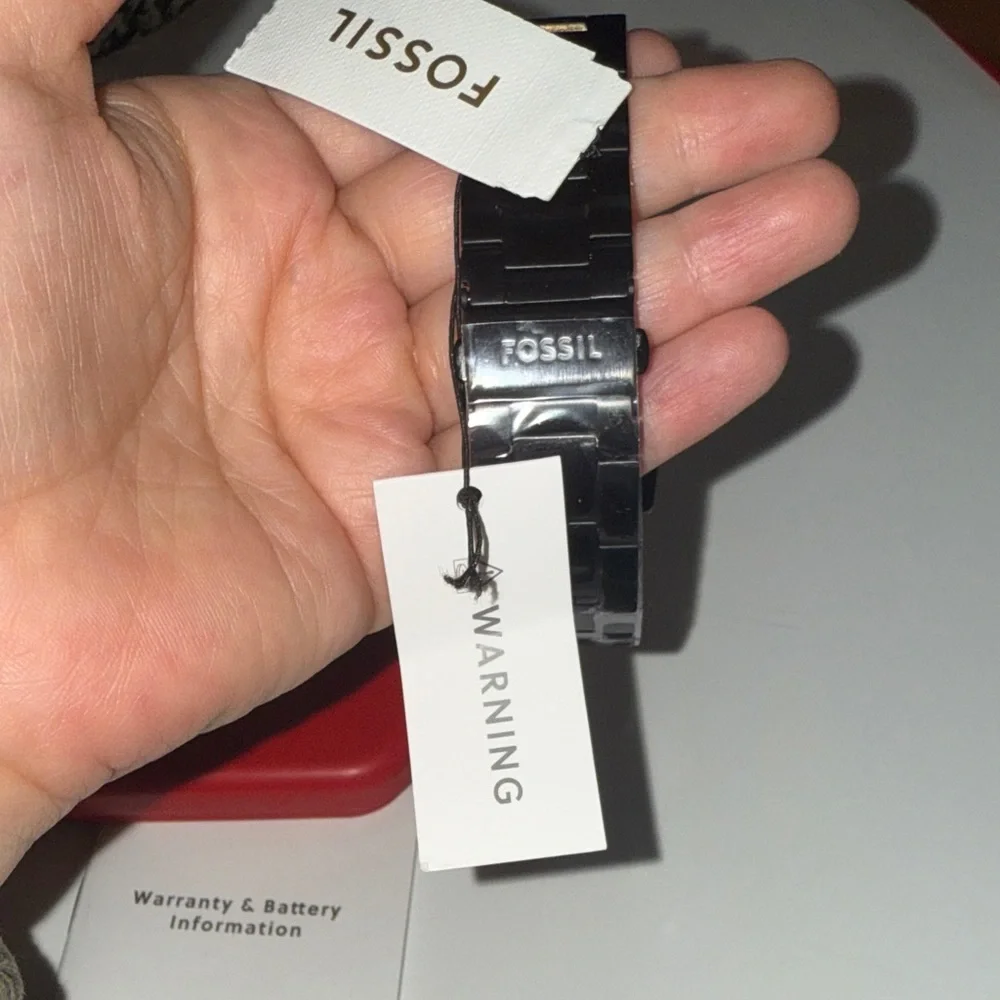 FOSSIL
FOSSIL
WARNING
Warranty & Battery
Information